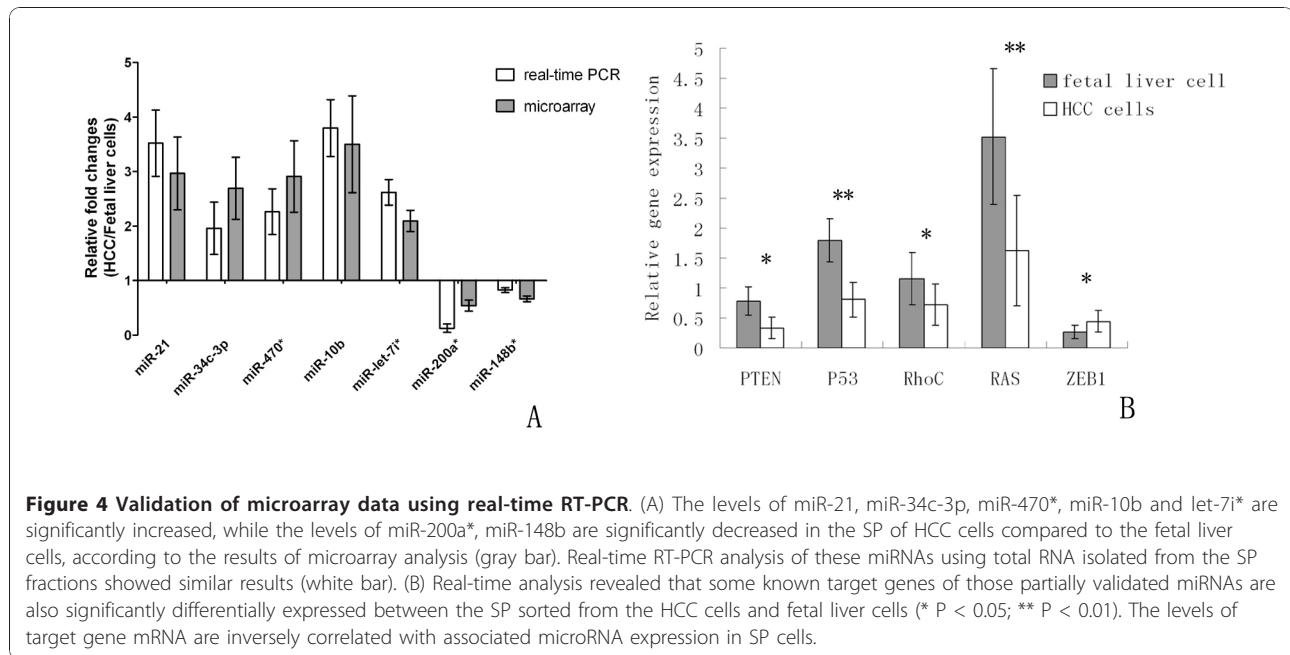 Relative fold changes
(HCC/Fetal liver cells)
5
4
3
2
1
0
real-time PCR
microarray
miR-21
miR-34c-3p
miR-470*
miR-10b
miR-let-7i*
miR-200a*
miR-148b*
A
Relative gene expression
5
4.5
4
3.5
3
2.5
2
1.5
1
0.5
0
*
**
*
**
*
fetal liver cell
HCC cells
PTEN
P53
RhoC
RAS
ZEB1
B
Figure 4 Validation of microarray data using real-time RT-PCR. (A) The levels of miR-21, miR-34c-3p, miR-470*, miR-10b and let-7i* are
significantly increased, while the levels of miR-200a*, miR-148b are significantly decreased in the SP of HCC cells compared to the fetal liver
cells, according to the results of microarray analysis (gray bar). Real-time RT-PCR analysis of these miRNAs using total RNA isolated from the SP
fractions showed similar results (white bar). (B) Real-time analysis revealed that some known target genes of those partially validated miRNAs are
also significantly differentially expressed between the SP sorted from the HCC cells and fetal liver cells (* P < 0.05; ** P < 0.01). The levels of
target gene mRNA are inversely correlated with associated microRNA expression in SP cells.